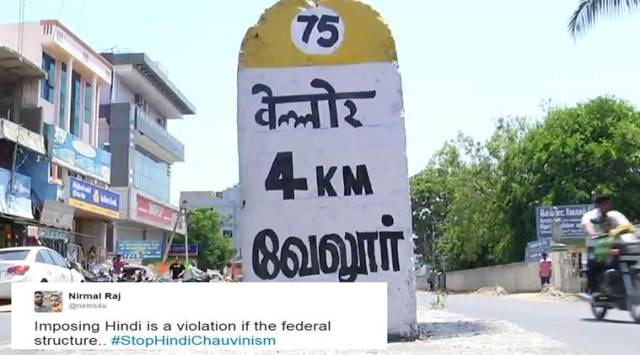 75
वेल्लोर
4 KM
வேலூர்
Nirmal Raj
@nirins4u
Imposing Hindi is a violation if the federal
structure.. #StopHindiChauvinism